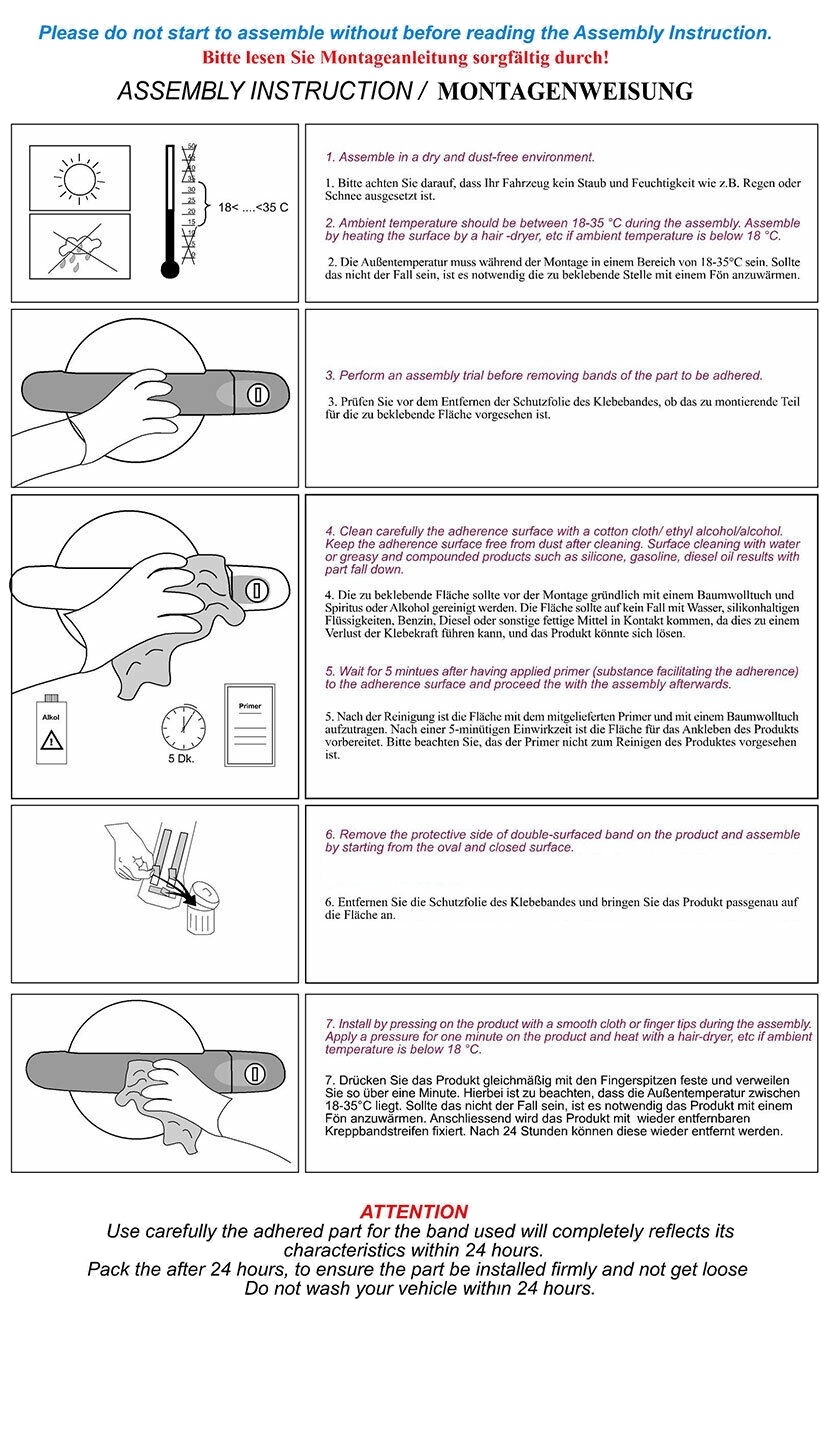 Please do not start to assemble without before reading the Assembly Instruction.
Bitte lesen Sie Montageanleitung sorgfältig durch!
ASSEMBLY INSTRUCTION / MONTAGENWEISUNG
50
45
40
35
30
25
20
15
10
5
0
18< ....<35 C
1. Assemble in a dry and dust-free environment.
1. Bitte achten Sie darauf, dass Ihr Fahrzeug kein Staub und Feuchtigkeit wie z.B. Regen oder
Schnee ausgesetzt ist.
2. Ambient temperature should be between 18-35 °C during the assembly. Assemble
by heating the surface by a hair -dryer, etc if ambient temperature is below 18 °C.
2. Die Außentemperatur muss während der Montage in einem Bereich von 18-35°C sein. Sollte
das nicht der Fall sein, ist es notwendig die zu beklebende Stelle mit einem Fön anzuwärmen.
3. Perform an assembly trial before removing bands of the part to be adhered.
3. Prüfen Sie vor dem Entfernen der Schutzfolie des Klebebandes, ob das zu montierende Teil
für die zu beklebende Fläche vorgesehen ist.
4. Clean carefully the adherence surface with a cotton cloth/ ethyl alcohol/alcohol.
Keep the adherence surface free from dust after cleaning. Surface cleaning with water
or greasy and compounded products such as silicone, gasoline, diesel oil results with
part fall down.
4. Die zu beklebende Fläche sollte vor der Montage gründlich mit einem Baumwolltuch und
Spiritus oder Alkohol gereinigt werden. Die Fläche sollte auf kein Fall mit Wasser, silikonhaltigen
Flüssigkeiten, Benzin, Diesel oder sonstige fettige Mittel in Kontakt kommen, da dies zu einem
Verlust der Klebekraft führen kann, und das Produkt könnte sich lösen.
Alkol
5 Dk.
Primer
5. Wait for 5 mintues after having applied primer (substance facilitating the adherence)
to the adherence surface and proceed the with the assembly afterwards.
5. Nach der Reinigung ist die Fläche mit dem mitgelieferten Primer und mit einem Baumwolltuch
aufzutragen. Nach einer 5-minütigen Einwirkzeit ist die Fläche für das Ankleben des Produkts
vorbereitet. Bitte beachten Sie, das der Primer nicht zum Reinigen des Produktes vorgesehen
ist.
6. Remove the protective side of double-surfaced band on the product and assemble
by starting from the oval and closed surface.
6. Entfernen Sie die Schutzfolie des Klebebandes und bringen Sie das Produkt passgenau auf
die Fläche an.
7. Install by pressing on the product with a smooth cloth or finger tips during the assembly.
Apply a pressure for one minute on the product and heat with a hair-dryer, etc if ambient
temperature is below 18 °C.
7. Drücken Sie das Produkt gleichmäßig mit den Fingerspitzen feste und verweilen
Sie so über eine Minute. Hierbei ist zu beachten, dass die Außentemperatur zwischen
18-35°C liegt. Sollte das nicht der Fall sein, ist es notwendig das Produkt mit einem
Fön anzuwärmen. Anschliessend wird das Produkt mit wieder entfernbaren
Kreppbandstreifen fixiert. Nach 24 Stunden können diese wieder entfernt werden.
ATTENTION
Use carefully the adhered part for the band used will completely reflects its
characteristics within 24 hours.
Pack the after 24 hours, to ensure the part be installed firmly and not get loose
Do not wash your vehicle withın 24 hours.